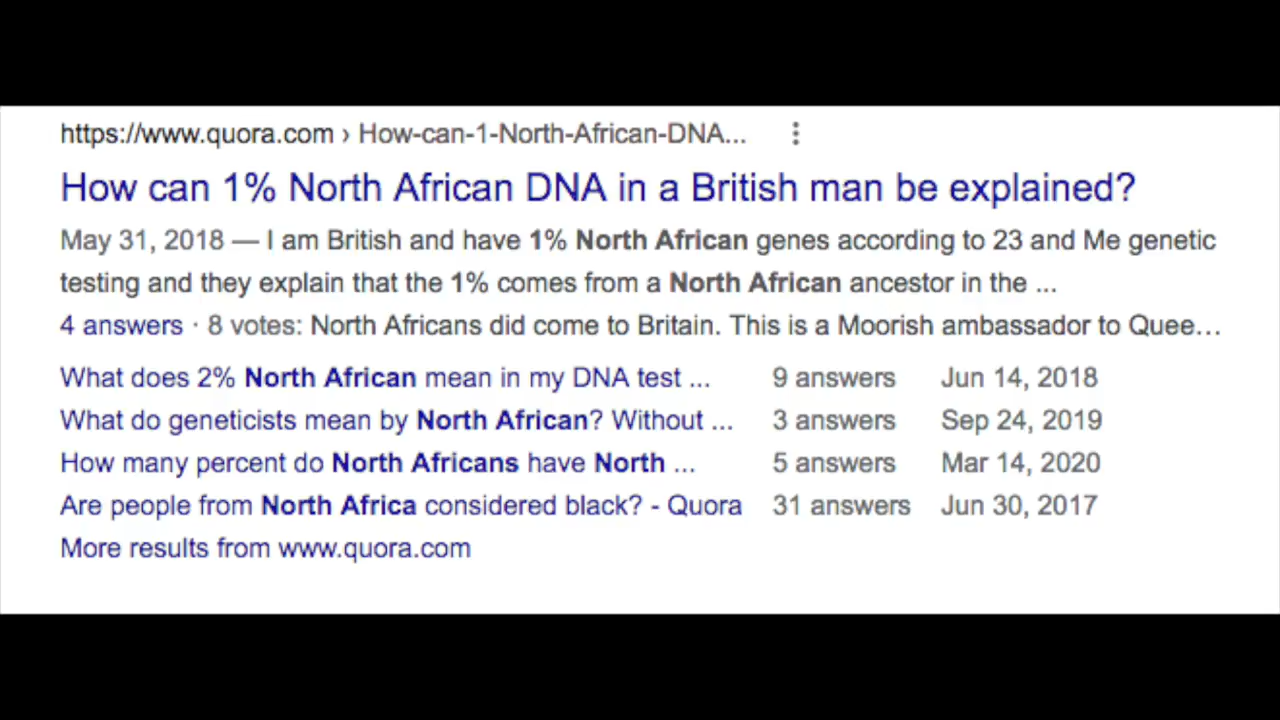 https://www.quora.com › How-can-1-North-African-DNA...
How can 1% North African DNA in a British man be explained?
May 31, 2018 — I am British and have 1% North African genes according to 23 and Me genetic
testing and they explain that the 1% comes from a North African ancestor in the ...
4 answers · 8 votes: North Africans did come to Britain. This is a Moorish ambassador to Quee...
What does 2% North African mean in my DNA test ... 9 answers Jun 14, 2018
What do geneticists mean by North African? Without ... 3 answers Sep 24, 2019
How many percent do North Africans have North ... 5 answers Mar 14, 2020
Are people from North Africa considered black? - Quora 31 answers Jun 30, 2017
More results from www.quora.com